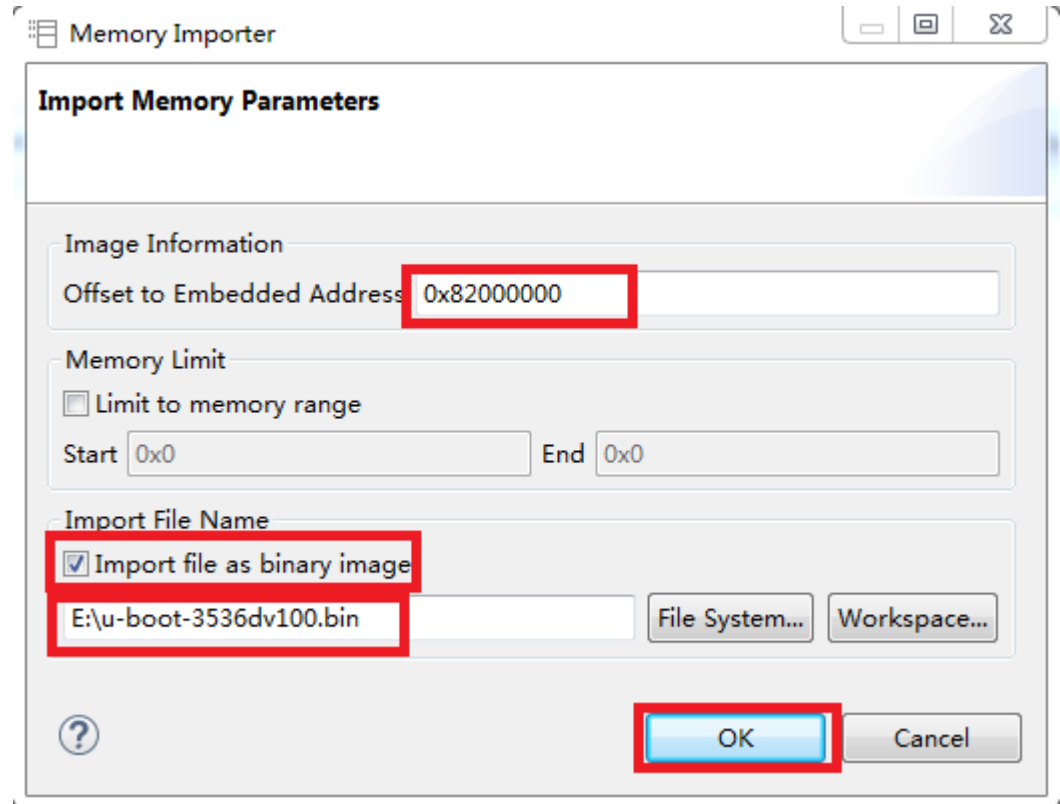 Memory Importer
Import Memory Parameters
Image Information
Offset to Embedded Address 0x82000000
Memory Limit
Limit to memory range
Start 0x0 End 0x0
Import File Name
Import file as binary image
E:\u-boot-3536dv100.bin File System... Workspace...
? OK Cancel